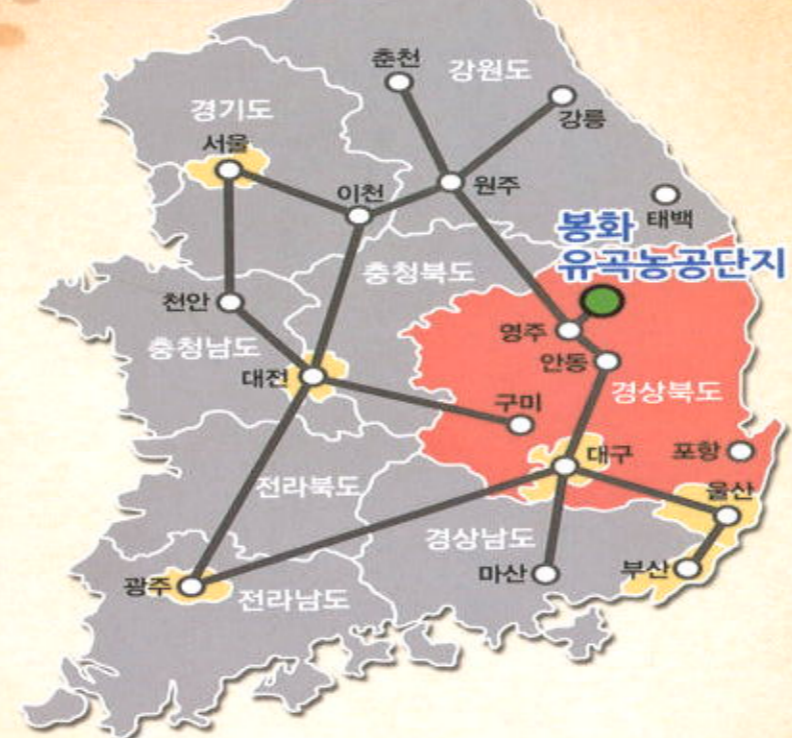 춘천
강원도
경기도
강릉
서울
이천
원주
태백
봉화
유곡농공단지
충청북도
천안
영주
충청남도
안동
대전
경상북도
구미
대구
포항
전라북도
울산
경상남도
마산
부산
광주
전라남도